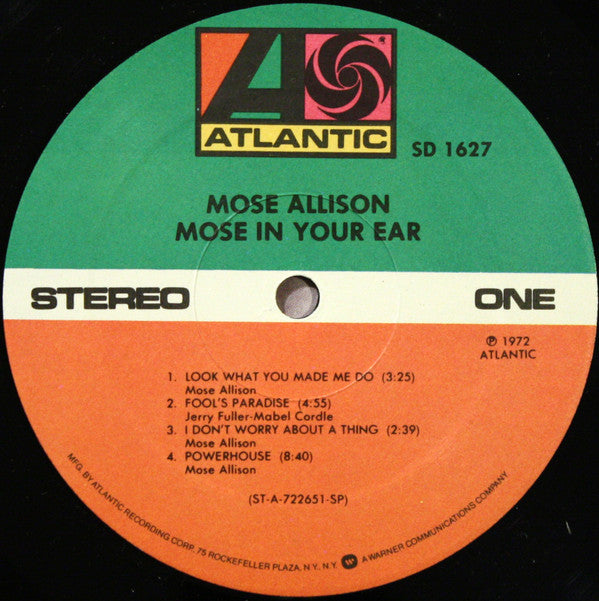 ATLANTIC
SD 1627
MOSE ALLISON
MOSE IN YOUR EAR
STEREO
ONE
℗ 1972
ATLANTIC
1. LOOK WHAT YOU MADE ME DO (3:25)
Mose Allison
2. FOOL'S PARADISE (4:55)
Jerry Fuller-Mabel Cordle
3. I DON'T WORRY ABOUT A THING (2:39)
Mose Allison
4. POWERHOUSE (8:40)
Mose Allison
(ST-A-722651-SP)
MFG. BY ATLANTIC RECORDING CORP. 75 ROCKEFELLER PLAZA, N.Y., N.Y. A WARNER COMMUNICATIONS COMPANY